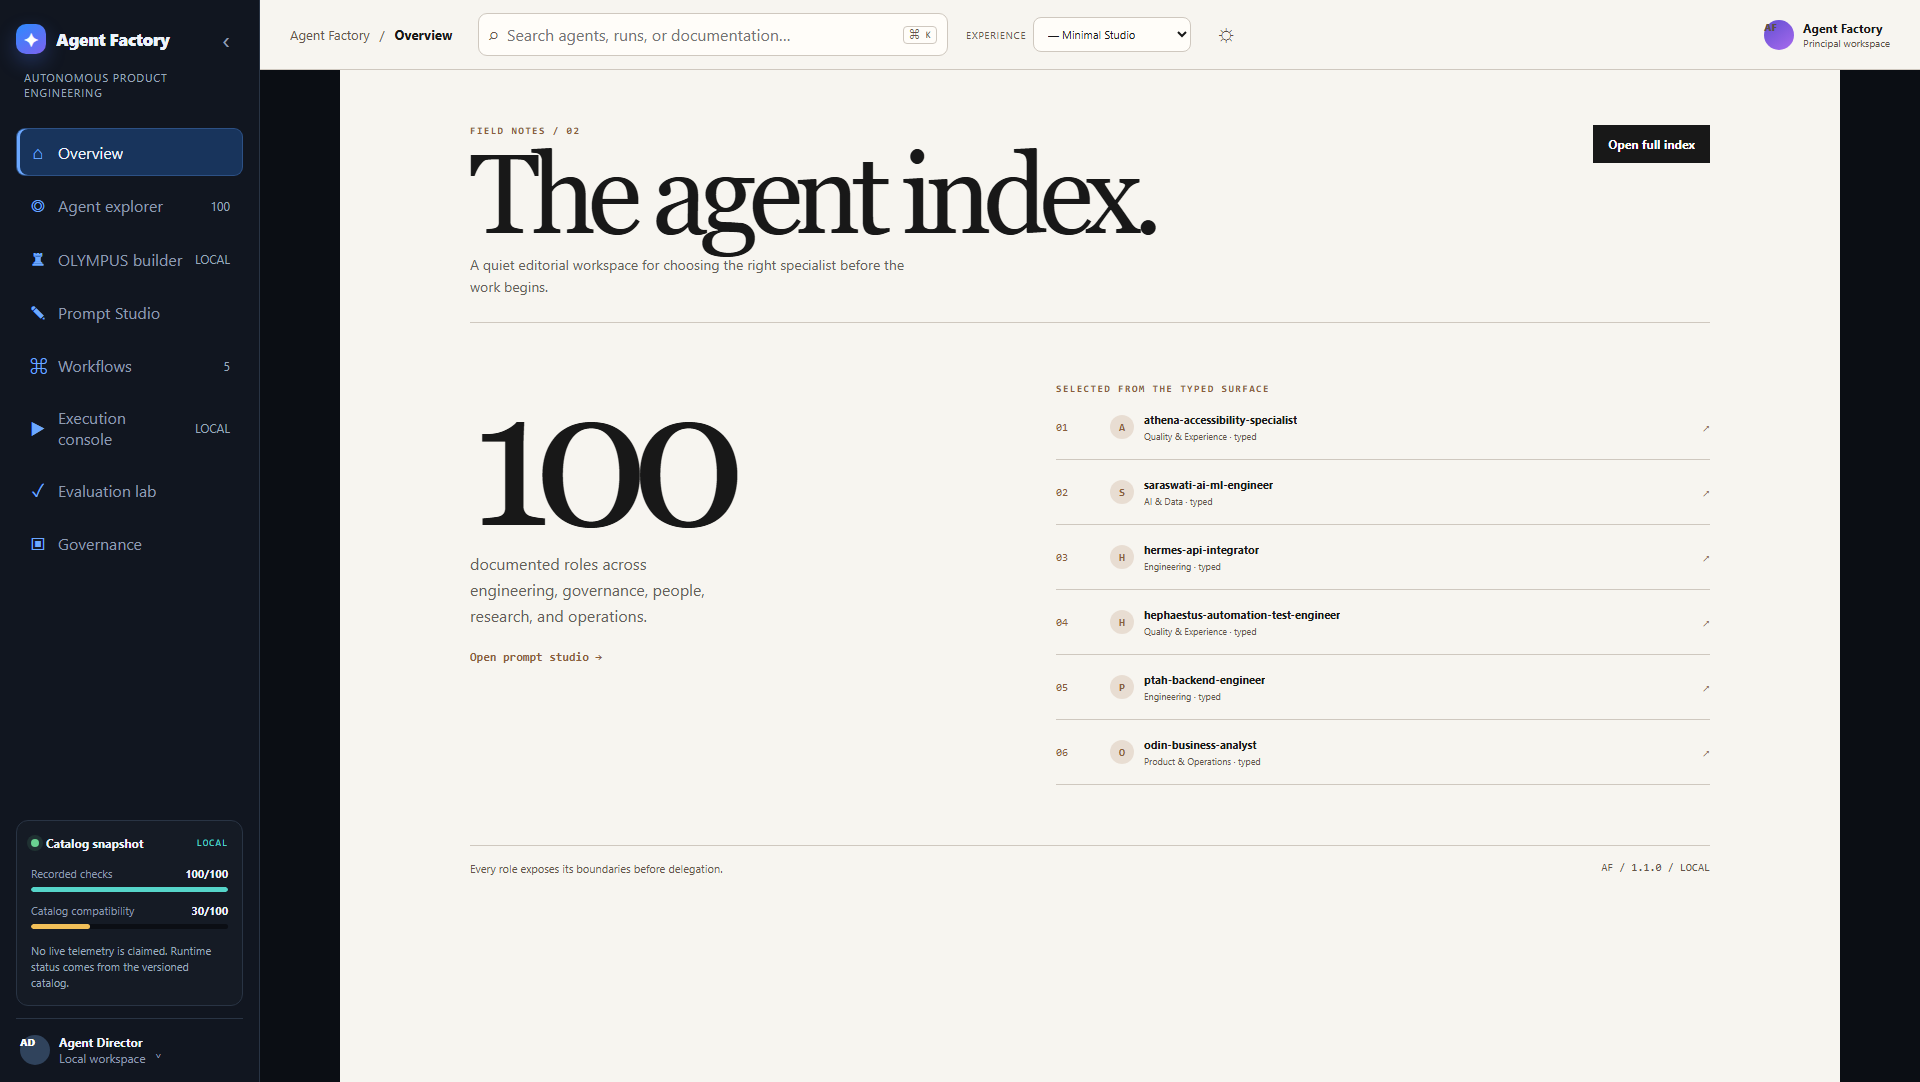 Agent Factory
AUTONOMOUS PRODUCT
ENGINEERING
Overview
Agent explorer 100
OLYMPUS builder LOCAL
Prompt Studio
Workflows 5
Execution
console LOCAL
Evaluation lab
Governance
Catalog snapshot LOCAL
Recorded checks 100/100
Catalog compatibility 30/100
No live telemetry is claimed. Runtime
status comes from the versioned
catalog.
AD Agent Director
Local workspace
Agent Factory / Overview
Search agents, runs, or documentation... ⌘ K
EXPERIENCE — Minimal Studio
AF Agent Factory
Principal workspace
FIELD NOTES / 02
The agent index.
Open full index
A quiet editorial workspace for choosing the right specialist before the
work begins.
100
documented roles across
engineering, governance, people,
research, and operations.
Open prompt studio →
SELECTED FROM THE TYPED SURFACE
01 A athena-accessibility-specialist ↗
Quality & Experience · typed
02 S saraswati-ai-ml-engineer ↗
AI & Data · typed
03 H hermes-api-integrator ↗
Engineering · typed
04 H hephaestus-automation-test-engineer ↗
Quality & Experience · typed
05 P ptah-backend-engineer ↗
Engineering · typed
06 O odin-business-analyst ↗
Product & Operations · typed
Every role exposes its boundaries before delegation.
AF / 1.1.0 / LOCAL